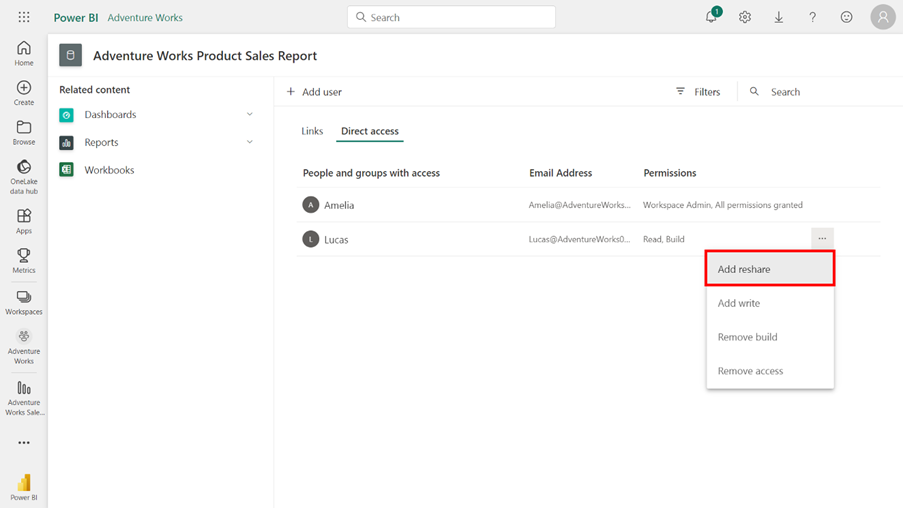 Power BI Adventure Works
Search
1
Adventure Works Product Sales Report
Home
Create
Browse
OneLake
data hub
Apps
Metrics
Workspaces
Adventure
Works
Adventure
Works Sale...
Power BI
Related content
Dashboards
Reports
Workbooks
Add user
Filters
Search
Links Direct access
People and groups with access Email Address Permissions
A Amelia Amelia@AdventureWorks... Workspace Admin, All permissions granted
L Lucas Lucas@AdventureWorks0... Read, Build ...
Add reshare
Add write
Remove build
Remove access